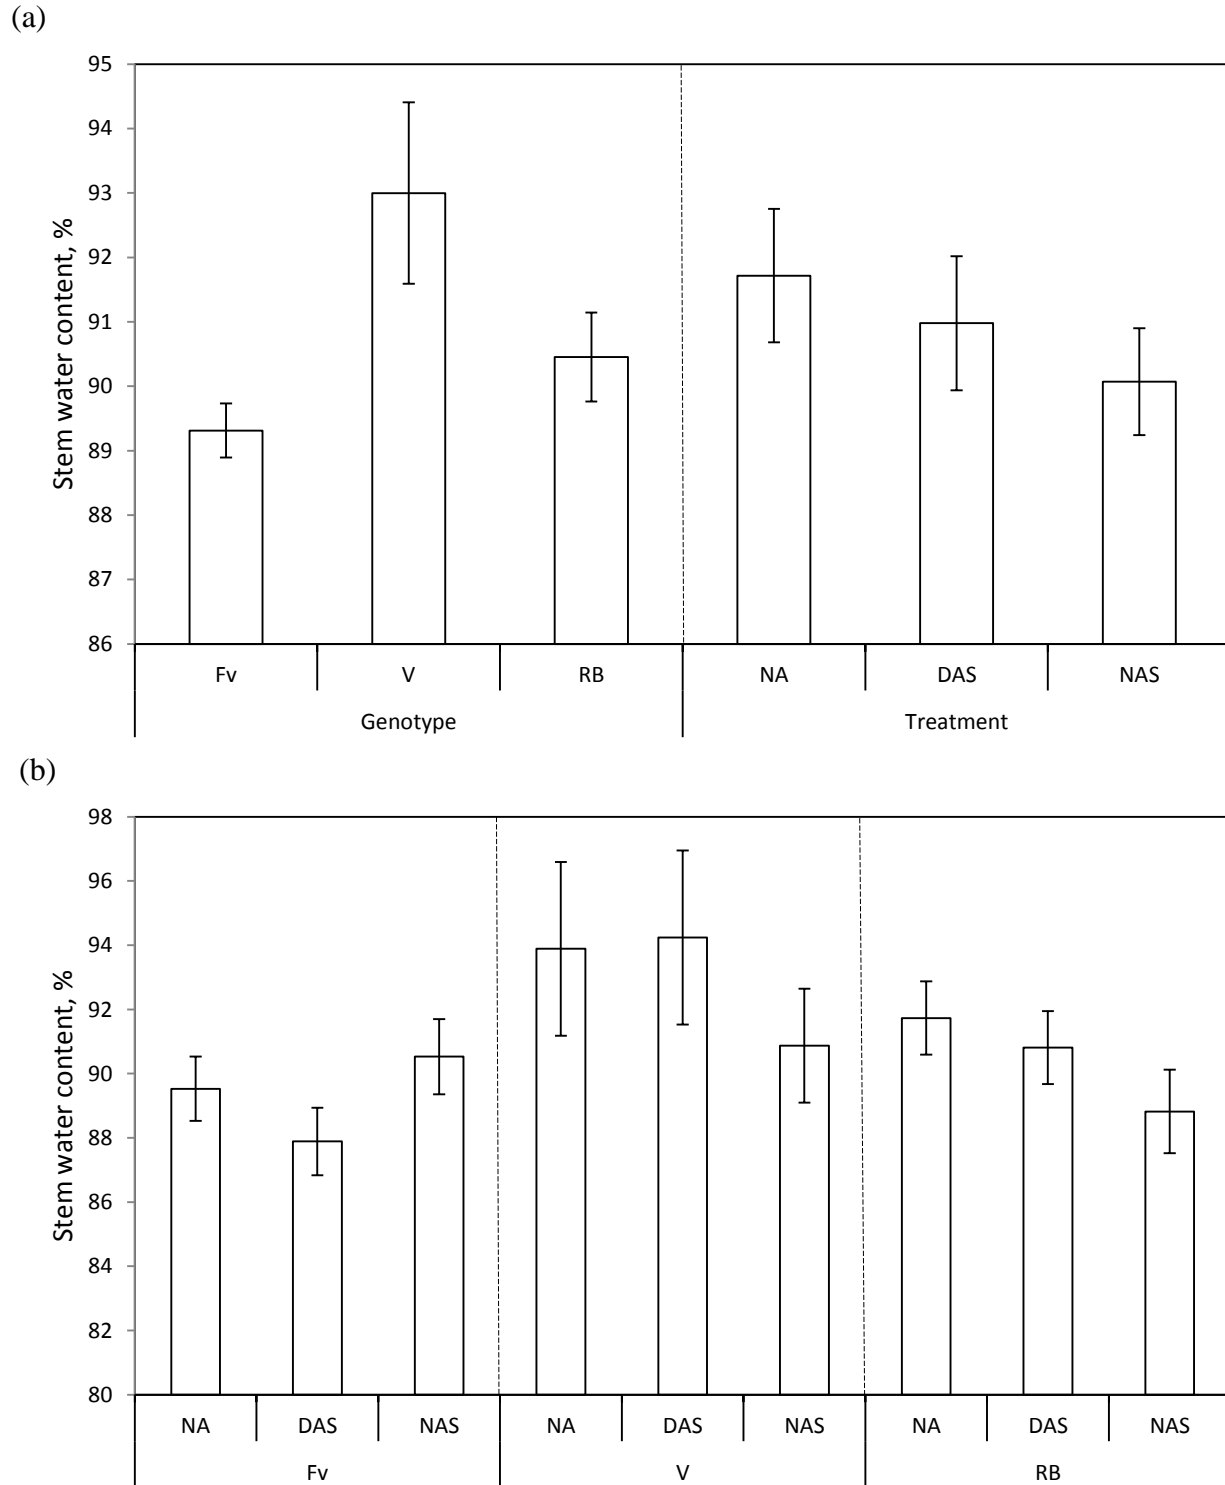 (a)
95
94
93
92
91
90
89
88
87
86
Stem water content, %
Fv V RB NA DAS NAS
Genotype Treatment
(b)
98
96
94
92
90
88
86
84
82
80
Stem water content, %
NA DAS NAS NA DAS NAS NA DAS NAS
Fv V RB